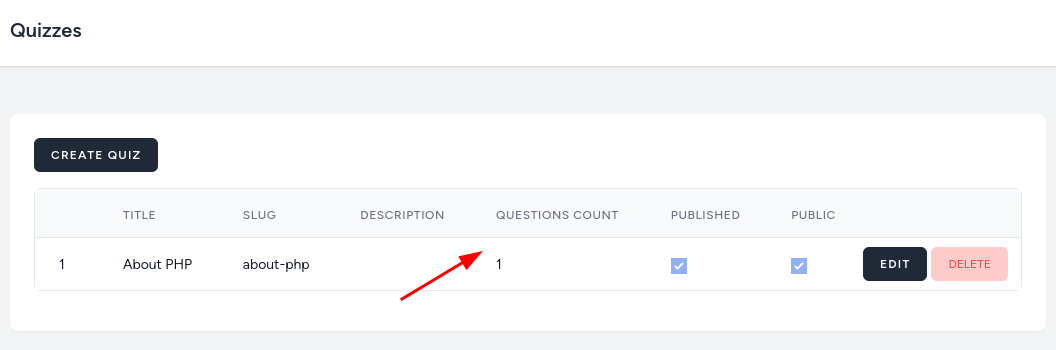 Quizzes
CREATE QUIZ
TITLE SLUG DESCRIPTION QUESTIONS COUNT PUBLISHED PUBLIC
1 About PHP about-php 1 EDIT DELETE